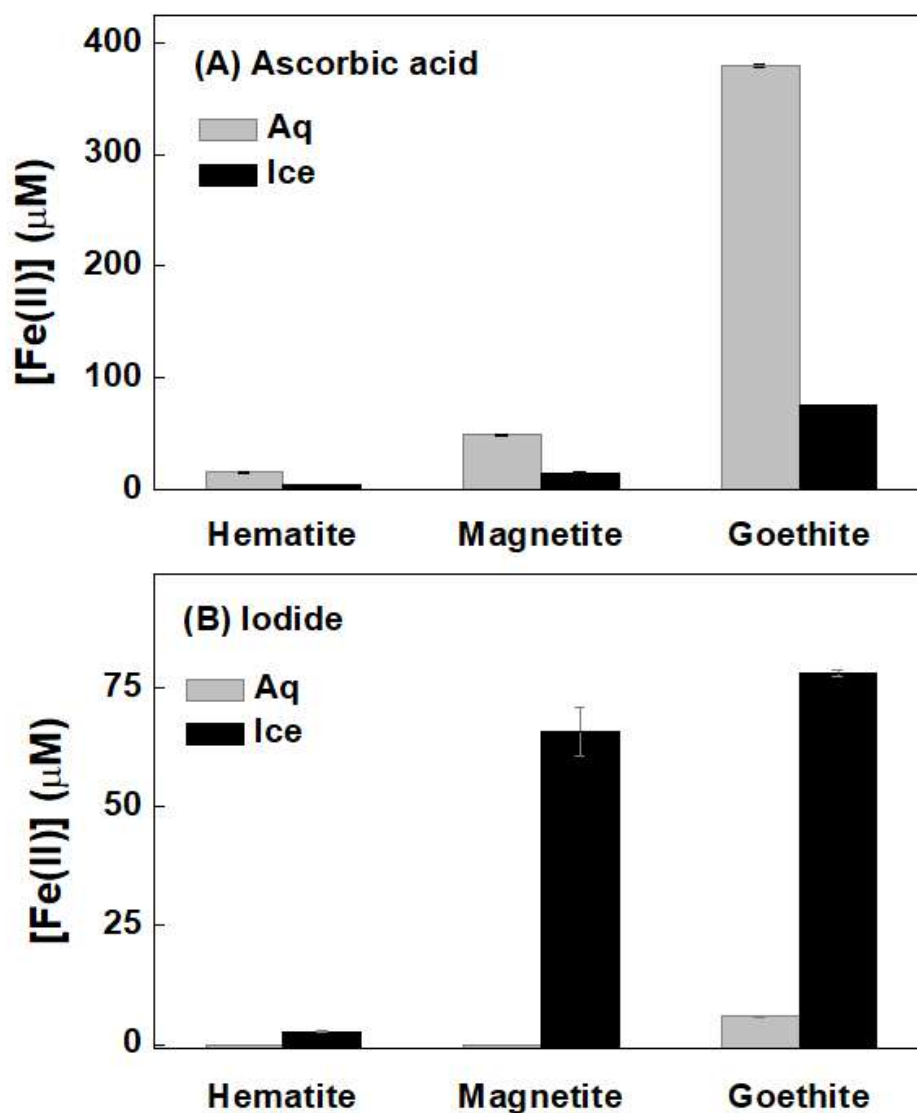 400
(A) Ascorbic acid
Aq
Ice
300
200
100
0
[Fe(II)] (μM)
Hematite Magnetite Goethite
(B) Iodide
Aq
Ice
75
50
25
0
[Fe(II)] (μM)
Hematite Magnetite Goethite